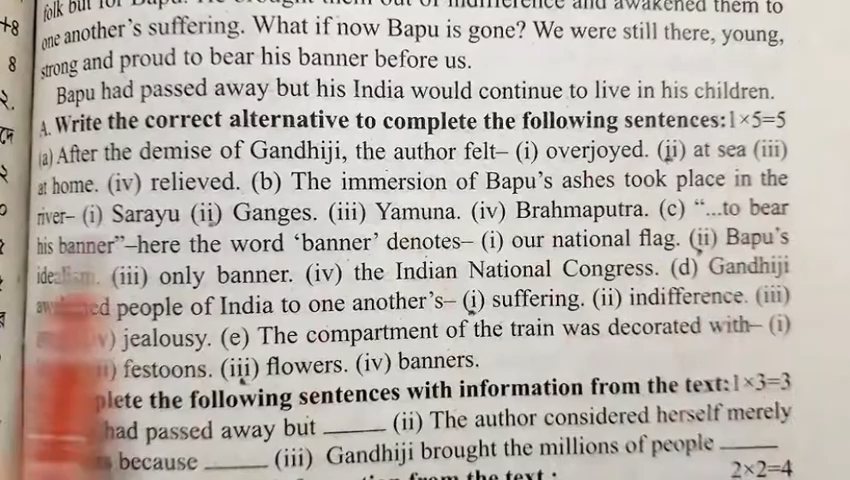 folk but for Bapu. He brought them out of indifference and awakened them to
one another's suffering. What if now Bapu is gone? We were still there, young,
strong and proud to bear his banner before us.
Bapu had passed away but his India would continue to live in his children.
A. Write the correct alternative to complete the following sentences:1×5=5
(a) After the demise of Gandhiji, the author felt– (i) overjoyed. (ii) at sea (iii)
at home. (iv) relieved. (b) The immersion of Bapu's ashes took place in the
river– (i) Sarayu (ii) Ganges. (iii) Yamuna. (iv) Brahmaputra. (c) "...to bear
his banner"–here the word 'banner' denotes– (i) our national flag. (ii) Bapu's
idealism. (iii) only banner. (iv) the Indian National Congress. (d) Gandhiji
people of India to one another's– (i) suffering. (ii) indifference. (iii)
jealousy. (e) The compartment of the train was decorated with– (i)
festoons. (iii) flowers. (iv) banners.
plete the following sentences with information from the text:1×3=3
had passed away but _____ (ii) The author considered herself merely
because _____ (iii) Gandhiji brought the millions of people _____
from the text :
2×2=4
+8
8